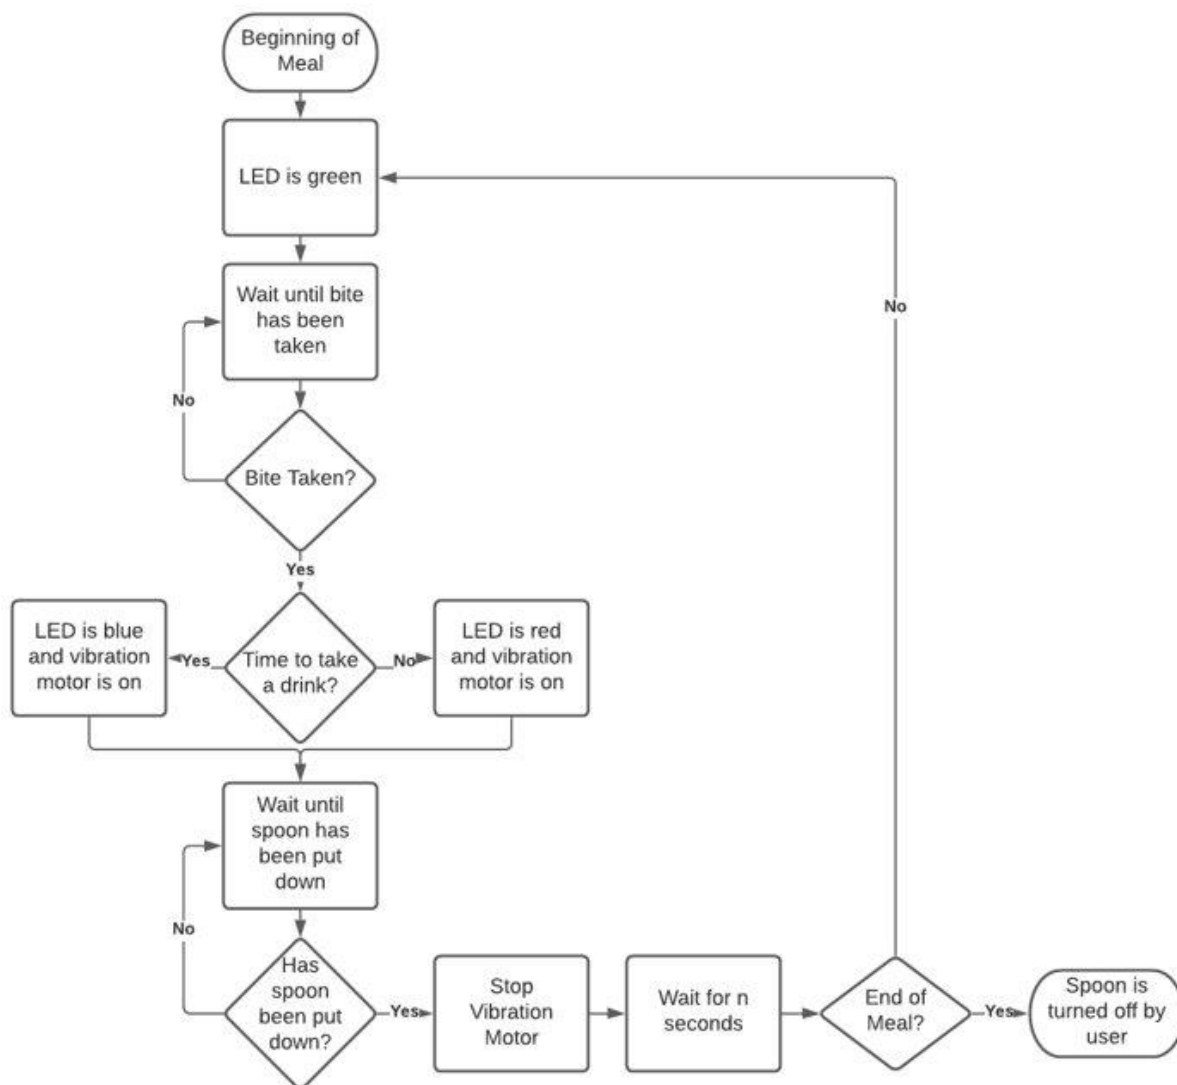 Beginning of
Meal
LED is green
Wait until bite
has been
taken
No
No
Bite Taken?
Yes
LED is blue
and vibration
motor is on
Yes
Time to take
a drink?
No
LED is red
and vibration
motor is on
Wait until
spoon has
been put
down
No
Has
spoon
been put
down?
Yes
Stop
Vibration
Motor
Wait for n
seconds
End of
Meal?
Yes
Spoon is
turned off by
user